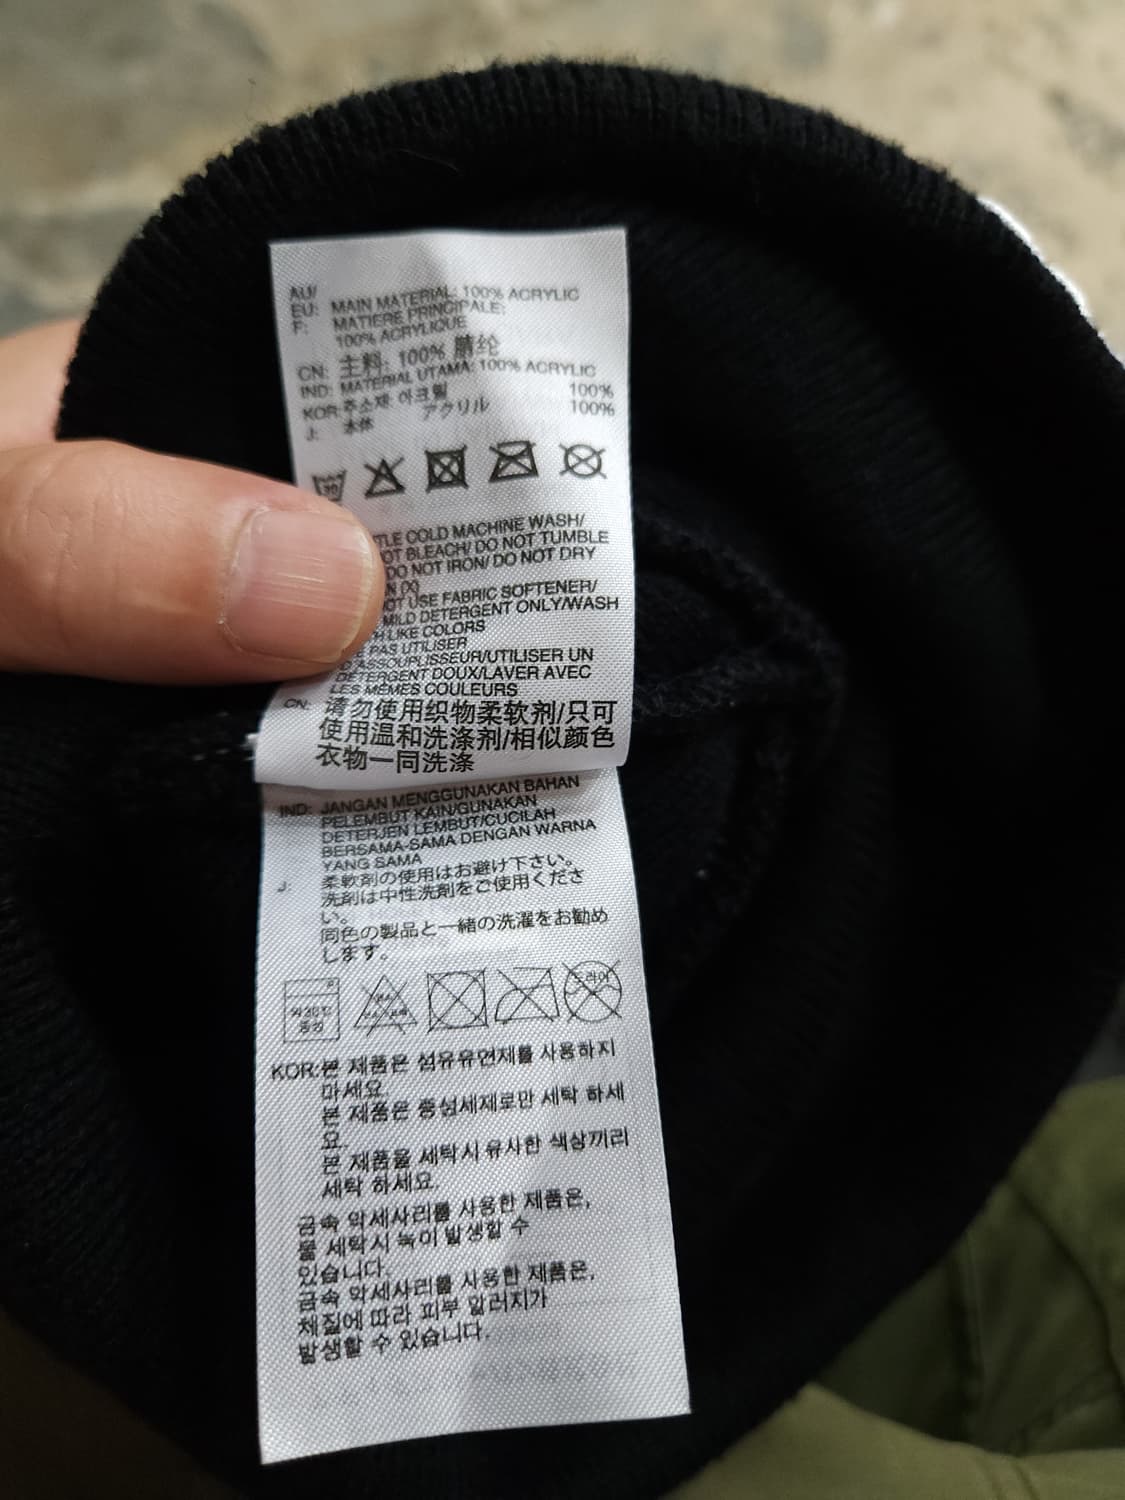 AU/
EU: MAIN MATERIAL: 100% ACRYLIC
F: MATIERE PRINCIPALE:
100% ACRYLIQUE
CN: 主料: 100% 腈纶
IND: MATERIAL UTAMA: 100% ACRYLIC
KOR: 주소재: 아크릴 100%
J: 本体 アクリル 100%
30
TLE COLD MACHINE WASH/
OT BLEACH/ DO NOT TUMBLE
DO NOT IRON/ DO NOT DRY
N (X)
OT USE FABRIC SOFTENER/
MILD DETERGENT ONLY/WASH
H LIKE COLORS
E PAS UTILISER
ASSOUPLISSEUR/UTILISER UN
DÉTERGENT DOUX/LAVER AVEC
LES MÊMES COULEURS
CN: 请勿使用织物柔软剂/只可
使用温和洗涤剂/相似颜色
衣物一同洗涤
IND: JANGAN MENGGUNAKAN BAHAN
PELEMBUT KAIN/GUNAKAN
DETERJEN LEMBUT/CUCILAH
BERSAMA-SAMA DENGAN WARNA
YANG SAMA
J: 柔軟剤の使用はお避け下さい。
洗剤は中性洗剤をご使用くださ
い。
同色の製品と一緒の洗濯をお勧め
します。
약30℃
중성
드라이
KOR:본 제품은 섬유유연제를 사용하지
마세요.
본 제품은 중성세제로만 세탁 하세
요.
본 제품을 세탁시 유사한 색상끼리
세탁 하세요.
금속 악세사리를 사용한 제품은,
물 세탁시 녹이 발생할 수
있습니다.
금속 악세사리를 사용한 제품은,
체질에 따라 피부 알러지가
발생할 수 있습니다.